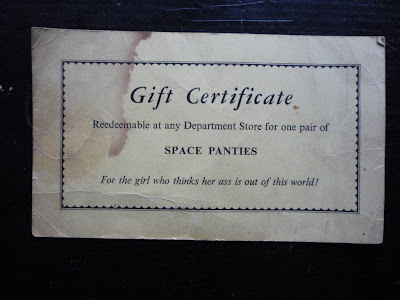 Gift Certificate
Reedeemable at any Department Store for one pair of
SPACE PANTIES
For the girl who thinks her ass is out of this world!